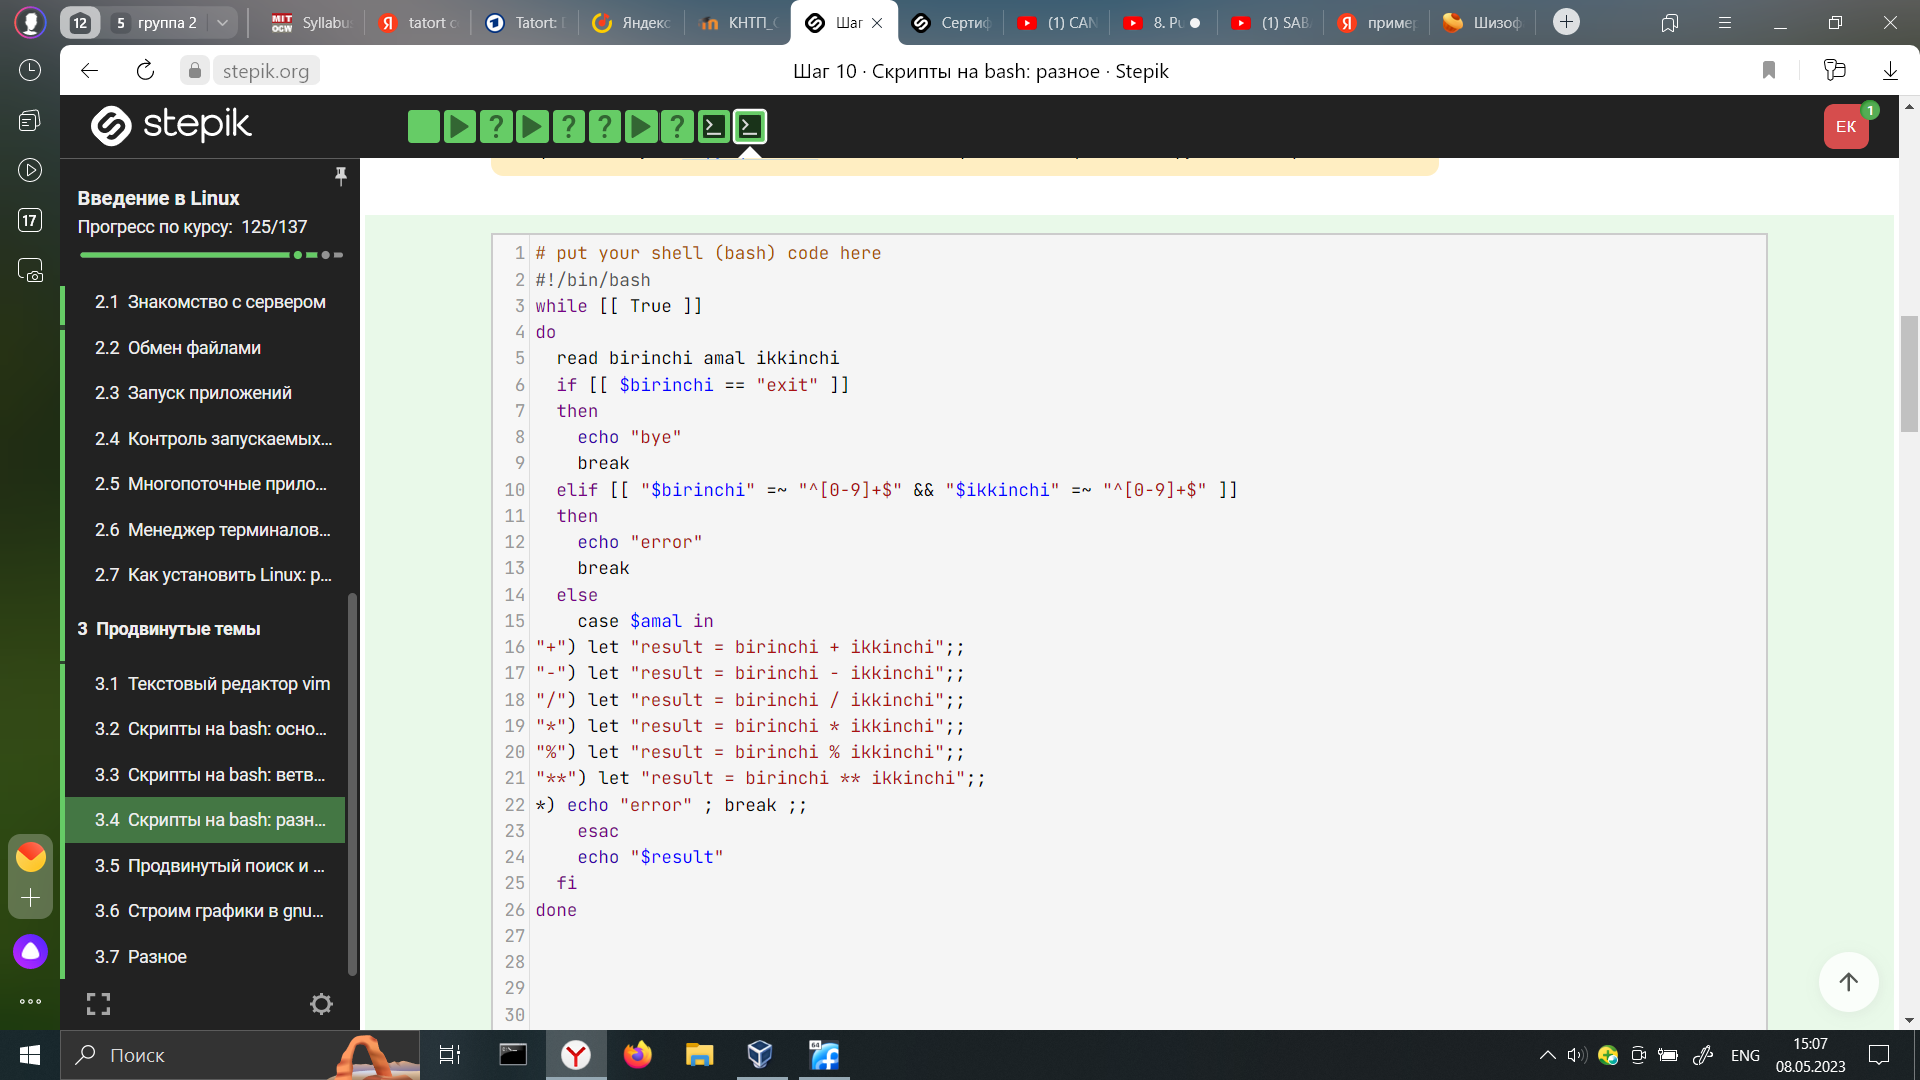 12
5 группа 2
MIT OCW Syllabu
tatort
Tatort:
Яндекс
КНТП_
Шаг
Сертиф
(1) CAN
8. Pu
(1) SAB
пример
Шизоф
stepik.org
Шаг 10 · Скрипты на bash: разное · Stepik
stepik
EK
1
17
Введение в Linux
Прогресс по курсу: 125/137
2.1 Знакомство с сервером
2.2 Обмен файлами
2.3 Запуск приложений
2.4 Контроль запускаемых...
2.5 Многопоточные прило...
2.6 Менеджер терминалов...
2.7 Как установить Linux: р...
3 Продвинутые темы
3.1 Текстовый редактор vim
3.2 Скрипты на bash: осно...
3.3 Скрипты на bash: ветв...
3.4 Скрипты на bash: разн...
3.5 Продвинутый поиск и ...
3.6 Строим графики в gnu...
3.7 Разное
1 # put your shell (bash) code here
2 #!/bin/bash
3 while [[ True ]]
4 do
5   read birinchi amal ikkinchi
6   if [[ $birinchi == "exit" ]]
7   then
8     echo "bye"
9     break
10   elif [[ "$birinchi" =~ "^[0-9]+$" && "$ikkinchi" =~ "^[0-9]+$" ]]
11   then
12     echo "error"
13     break
14   else
15     case $amal in
16 "+") let "result = birinchi + ikkinchi";;
17 "-") let "result = birinchi - ikkinchi";;
18 "/") let "result = birinchi / ikkinchi";;
19 "*") let "result = birinchi * ikkinchi";;
20 "%") let "result = birinchi % ikkinchi";;
21 "**") let "result = birinchi ** ikkinchi";;
22 *) echo "error" ; break ;;
23     esac
24     echo "$result"
25   fi
26 done
27
28
29
30
Поиск
64
ENG
15:07
08.05.2023